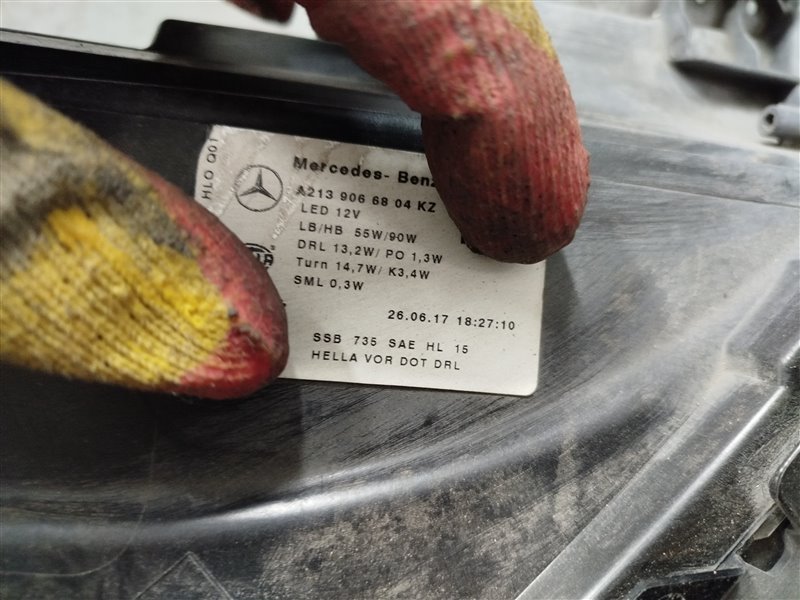 HLO Q01
Mercedes-Benz
A213 906 68 04 KZ
LED 12V
LB/HB 55W/90W
DRL 13,2W/ PO 1,3W
Turn 14,7W/ K3,4W
SML 0,3W
26.06.17 18:27:10
SSB 735 SAE HL 15
HELLA VOR DOT DRL